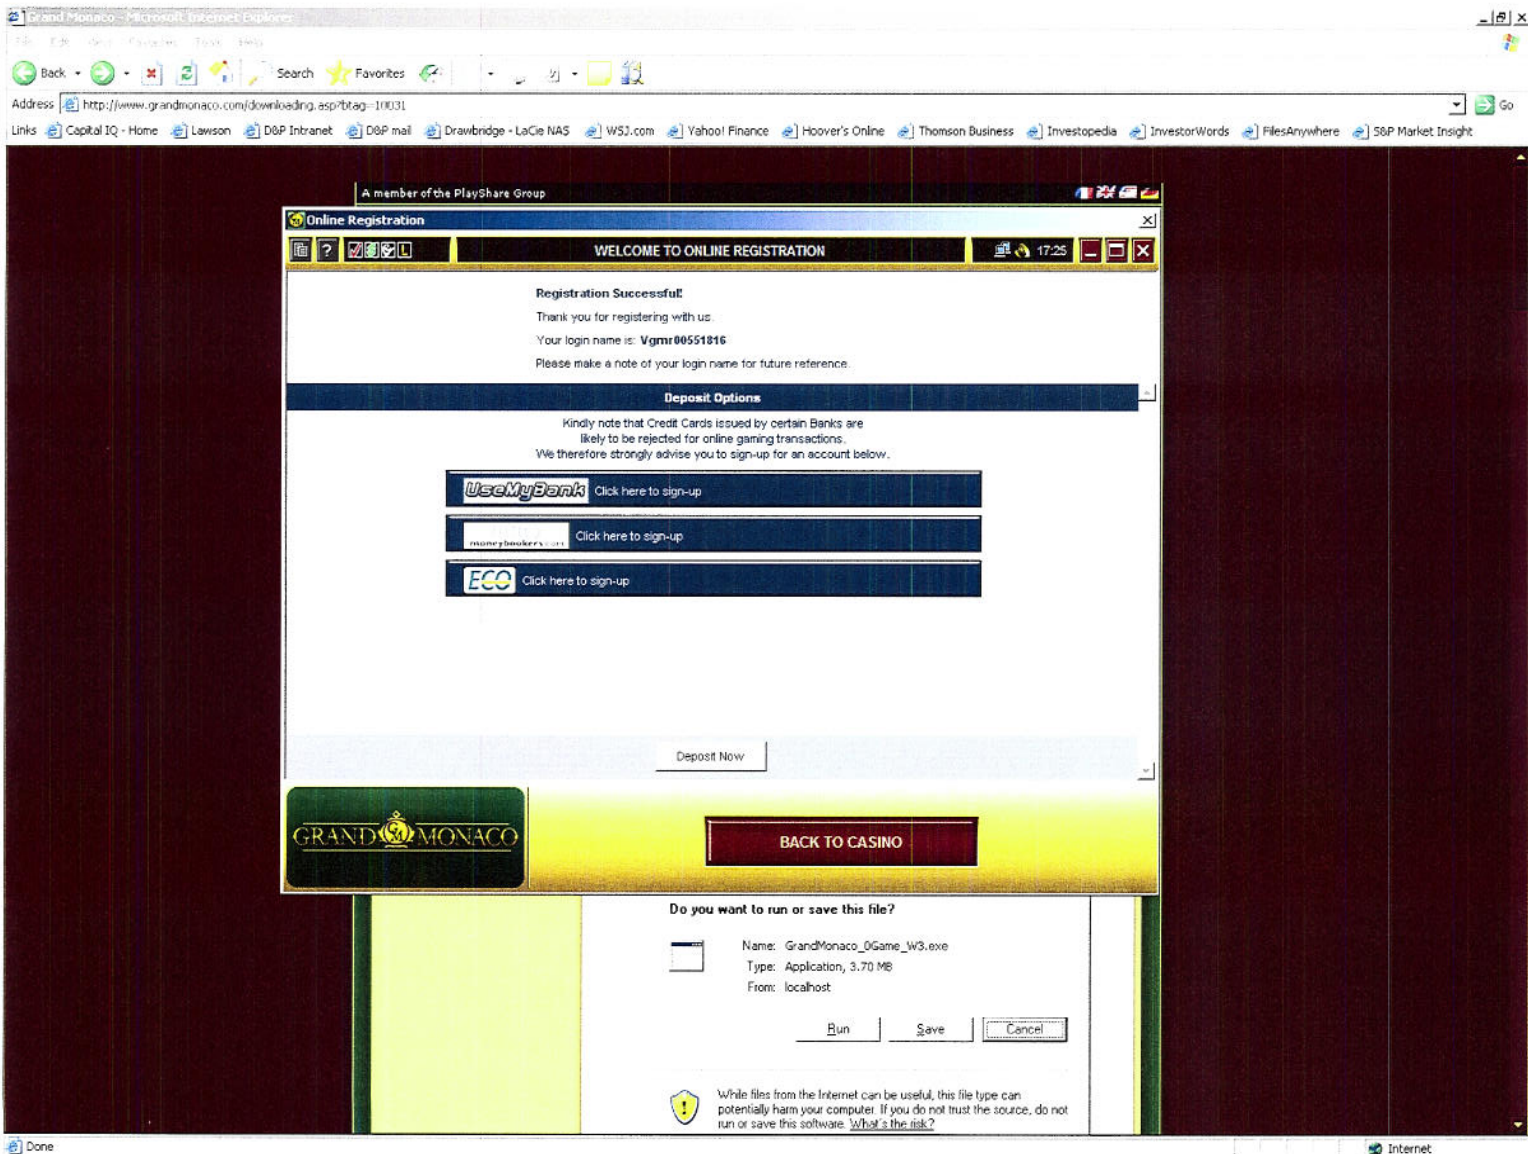 Grand Monaco - Microsoft Internet Explorer
File Edit View Favorites Tools Help
Back Search Favorites
Address http://www.grandmonaco.com/downloading.asp?btag=10031 Go
Links Capital IQ - Home Lawson D&P Intranet D&P mail Drawbridge - LaCie NAS WSJ.com Yahoo! Finance Hoover's Online Thomson Business Investopedia InvestorWords FilesAnywhere S&P Market Insight
A member of the PlayShare Group
Online Registration
WELCOME TO ONLINE REGISTRATION 17:25
Registration Successful!
Thank you for registering with us.
Your login name is: Vgmr00551816
Please make a note of your login name for future reference.
Deposit Options
Kindly note that Credit Cards issued by certain Banks are
likely to be rejected for online gaming transactions.
We therefore strongly advise you to sign-up for an account below.
UseMyBank Click here to sign-up
moneybookers.com Click here to sign-up
ECO Click here to sign-up
Deposit Now
GRAND GM MONACO
BACK TO CASINO
Do you want to run or save this file?
Name: GrandMonaco_0Game_W3.exe
Type: Application, 3.70 MB
From: localhost
Run Save Cancel
While files from the Internet can be useful, this file type can
potentially harm your computer. If you do not trust the source, do not
run or save this software. What's the risk?
Done Internet